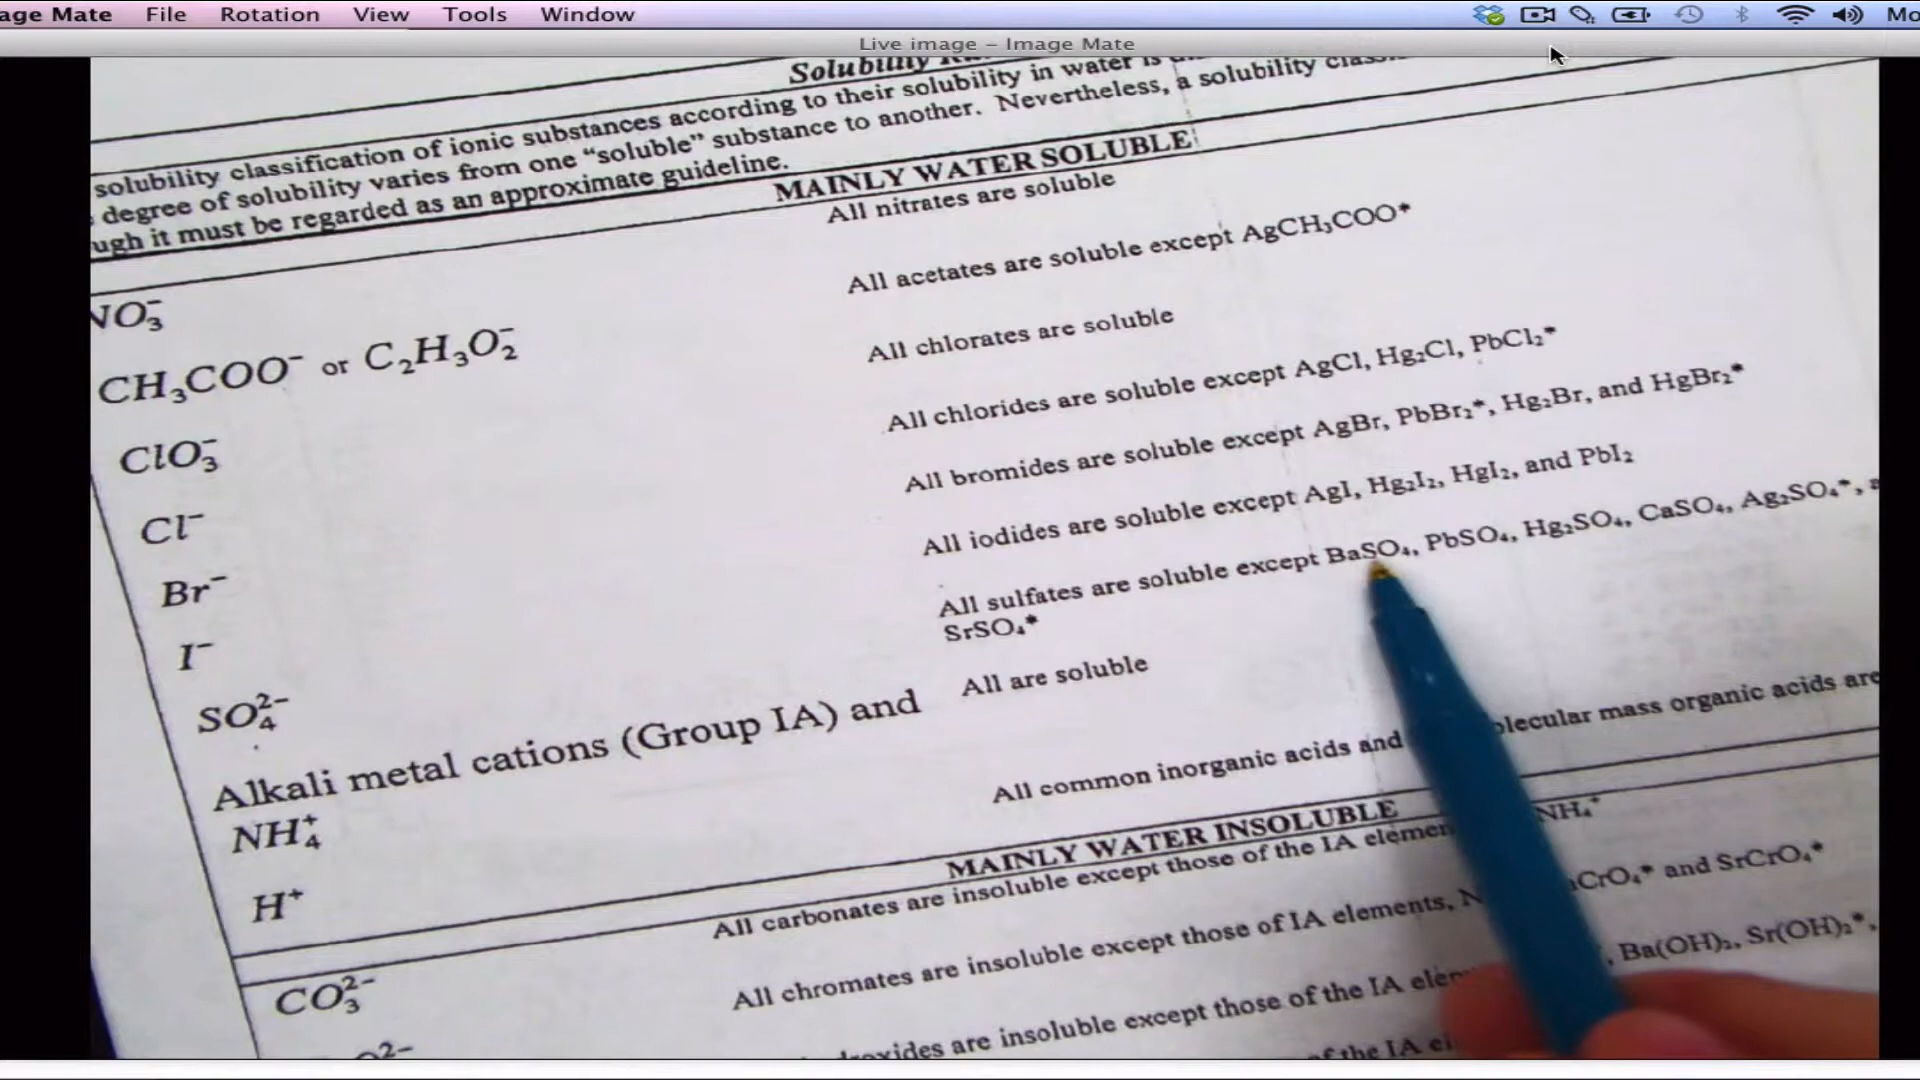 age Mate File Rotation View Tools Window
Live image – Image Mate
Solubility
solubility classification of ionic substances according to their solubility in water is
degree of solubility varies from one “soluble” substance to another. Nevertheless, a solubility
ugh it must be regarded as an approximate guideline.
MAINLY WATER SOLUBLE
NO₃⁻ All nitrates are soluble
CH₃COO⁻ or C₂H₃O₂⁻ All acetates are soluble except AgCH₃COO*
ClO₃⁻ All chlorates are soluble
Cl⁻ All chlorides are soluble except AgCl, Hg₂Cl, PbCl₂*
Br⁻ All bromides are soluble except AgBr, PbBr₂*, Hg₂Br, and HgBr₂*
I⁻ All iodides are soluble except AgI, Hg₂I₂, HgI₂, and PbI₂
SO₄²⁻ All sulfates are soluble except BaSO₄, PbSO₄, Hg₂SO₄, CaSO₄, Ag₂SO₄*,
SrSO₄*
Alkali metal cations (Group IA) and All are soluble
NH₄⁺
H⁺ All common inorganic acids and olecular mass organic acids are
MAINLY WATER INSOLUBLE
CO₃²⁻ All carbonates are insoluble except those of the IA elemen NH₄⁺
All chromates are insoluble except those of IA elements, CrO₄* and SrCrO₄*
droxides are insoluble except those of the IA ele Ba(OH)₂, Sr(OH)₂*,
of the IA